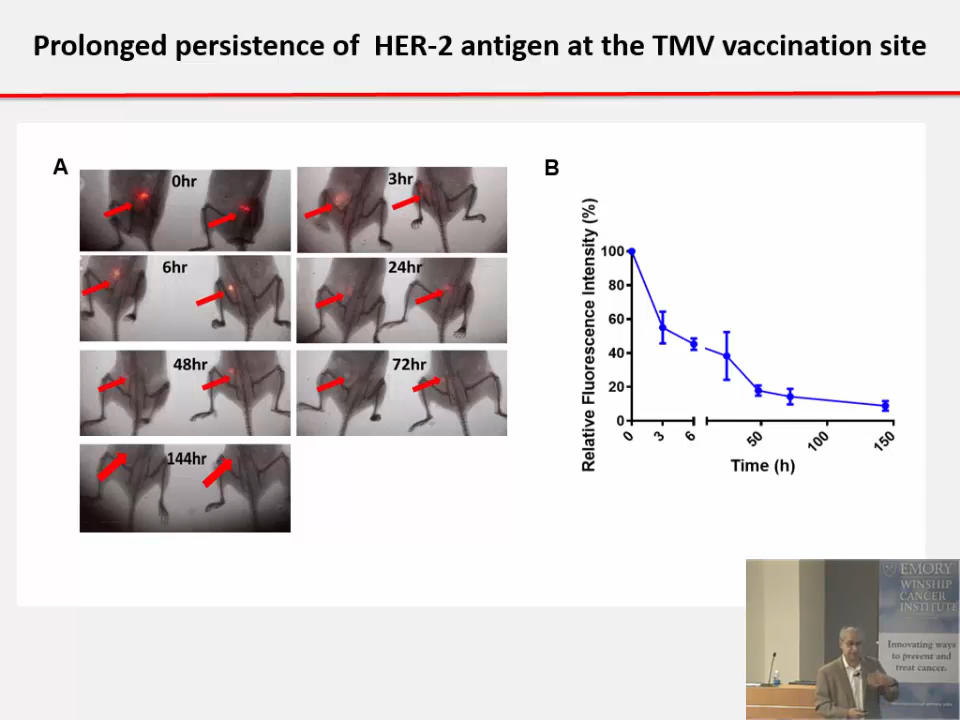 Prolonged persistence of HER-2 antigen at the TMV vaccination site
A
0hr
3hr
6hr
24hr
48hr
72hr
144hr
B
Relative Fluorescence Intensity (%)
100
80
60
40
20
0
0
3
6
50
100
150
Time (h)
EMORY
WINSHIP
CANCER
INSTITUTE
Innovating ways
to prevent and
treat cancer.